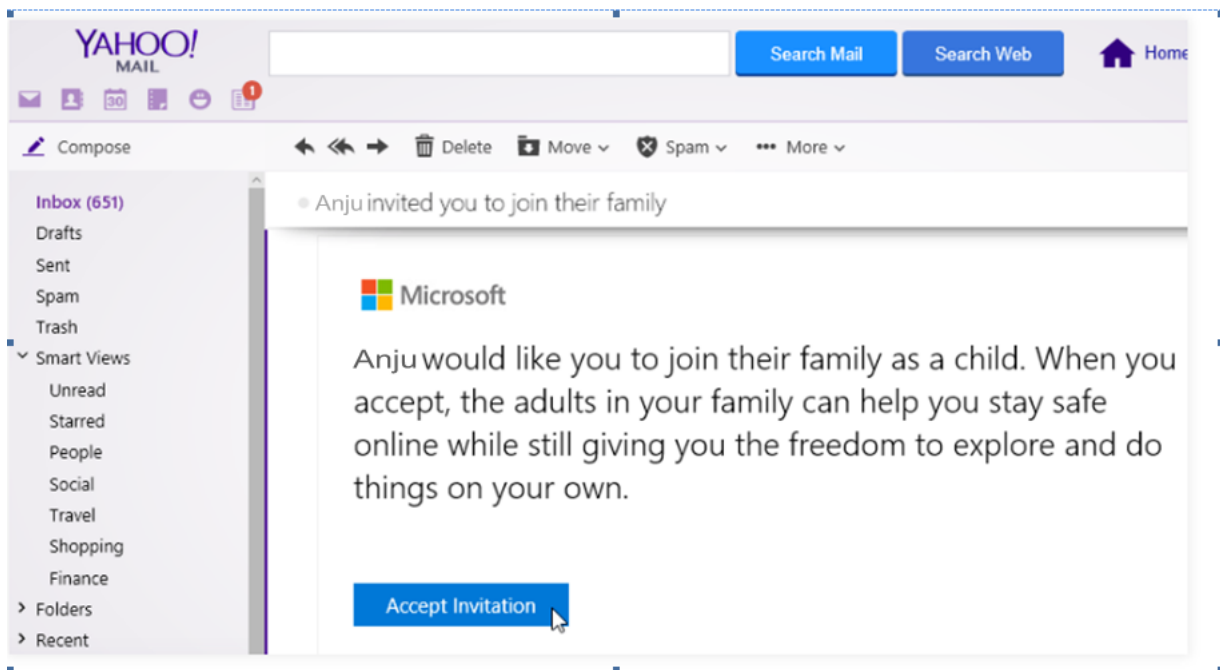 YAHOO!
MAIL
Search Mail
Search Web
Home
30
1
Compose
Delete
Move
Spam
More
Inbox (651)
Drafts
Sent
Spam
Trash
Smart Views
Unread
Starred
People
Social
Travel
Shopping
Finance
Folders
Recent
Anju invited you to join their family
Microsoft
Anju would like you to join their family as a child. When you
accept, the adults in your family can help you stay safe
online while still giving you the freedom to explore and do
things on your own.
Accept Invitation